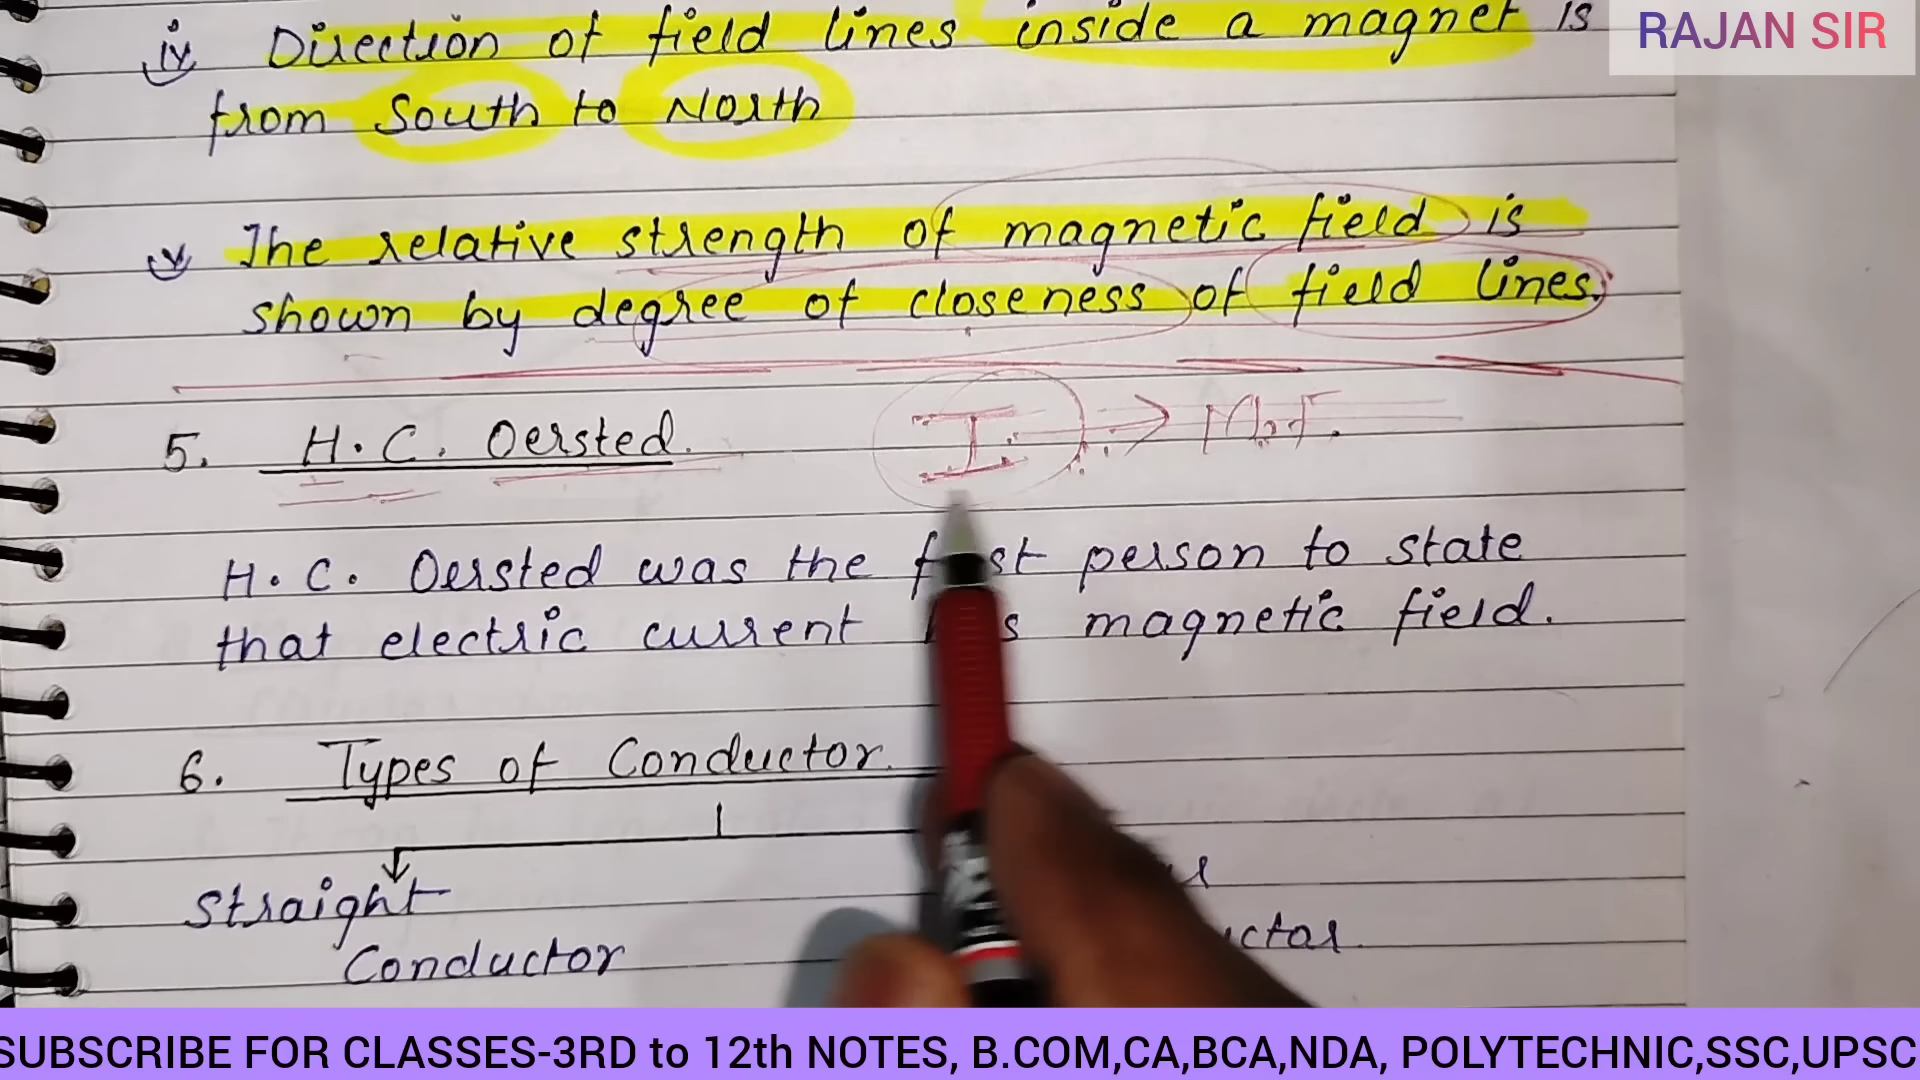 iv Direction of field lines inside a magnet is
RAJAN SIR
from South to North
v The relative strength of magnetic field is
shown by degree of closeness of field lines.
5. H.C. Oersted. I →
H.C. Oersted was the person to state
that electric current magnetic field.
6. Types of Conductor.
Straight
Conductor
SUBSCRIBE FOR CLASSES-3RD to 12th NOTES, B.COM,CA,BCA,NDA, POLYTECHNIC,SSC,UPSC